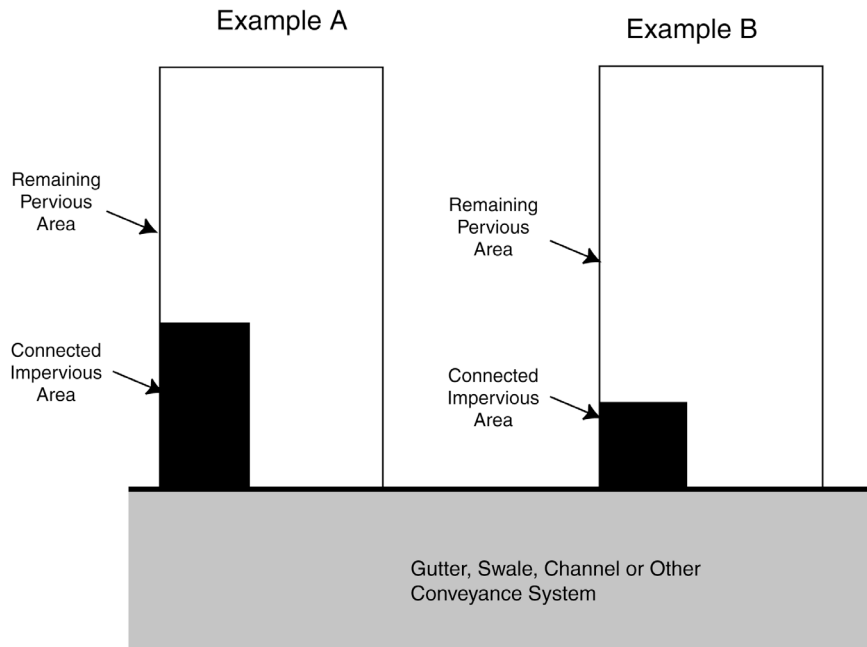 Example A
Example B
Remaining
Pervious
Area
Remaining
Pervious
Area
Connected
Impervious
Area
Connected
Impervious
Area
Gutter, Swale, Channel or Other
Conveyance System